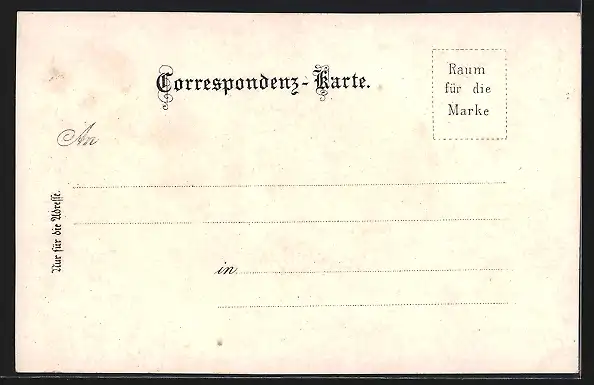 Correspondenz-Karte.
Raum
für die
Marke
An
Nur für die Adresse.
in